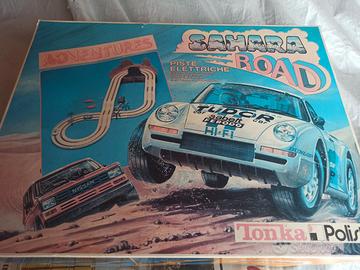 SAHARA
ADVENTURES
PISTE
ELETTRICHE
ROAD
TUDOR
HI-FI
NISSAN
Tonka Polis